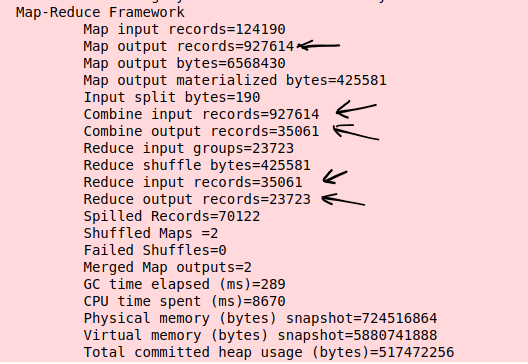 Map-Reduce Framework
Map input records=124190
Map output records=927614
Map output bytes=6568430
Map output materialized bytes=425581
Input split bytes=190
Combine input records=927614
Combine output records=35061
Reduce input groups=23723
Reduce shuffle bytes=425581
Reduce input records=35061
Reduce output records=23723
Spilled Records=70122
Shuffled Maps =2
Failed Shuffles=0
Merged Map outputs=2
GC time elapsed (ms)=289
CPU time spent (ms)=8670
Physical memory (bytes) snapshot=724516864
Virtual memory (bytes) snapshot=5880741888
Total committed heap usage (bytes)=517472256